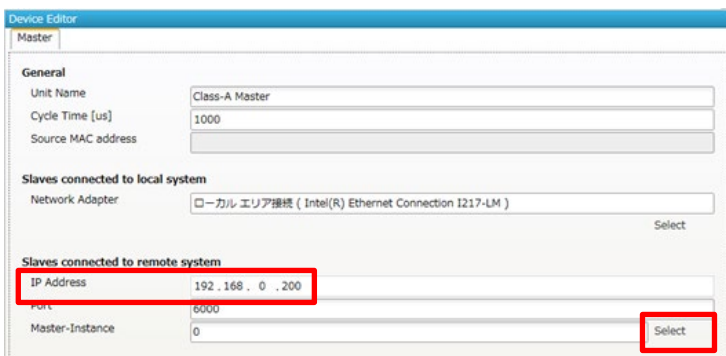 Device Editor
Master
General
Unit Name Class-A Master
Cycle Time [us] 1000
Source MAC address
Slaves connected to local system
Network Adapter ローカル エリア接続 ( Intel(R) Ethernet Connection I217-LM )
Select
Slaves connected to remote system
IP Address 192 . 168 . 0 . 200
Port 6000
Master-Instance 0 Select